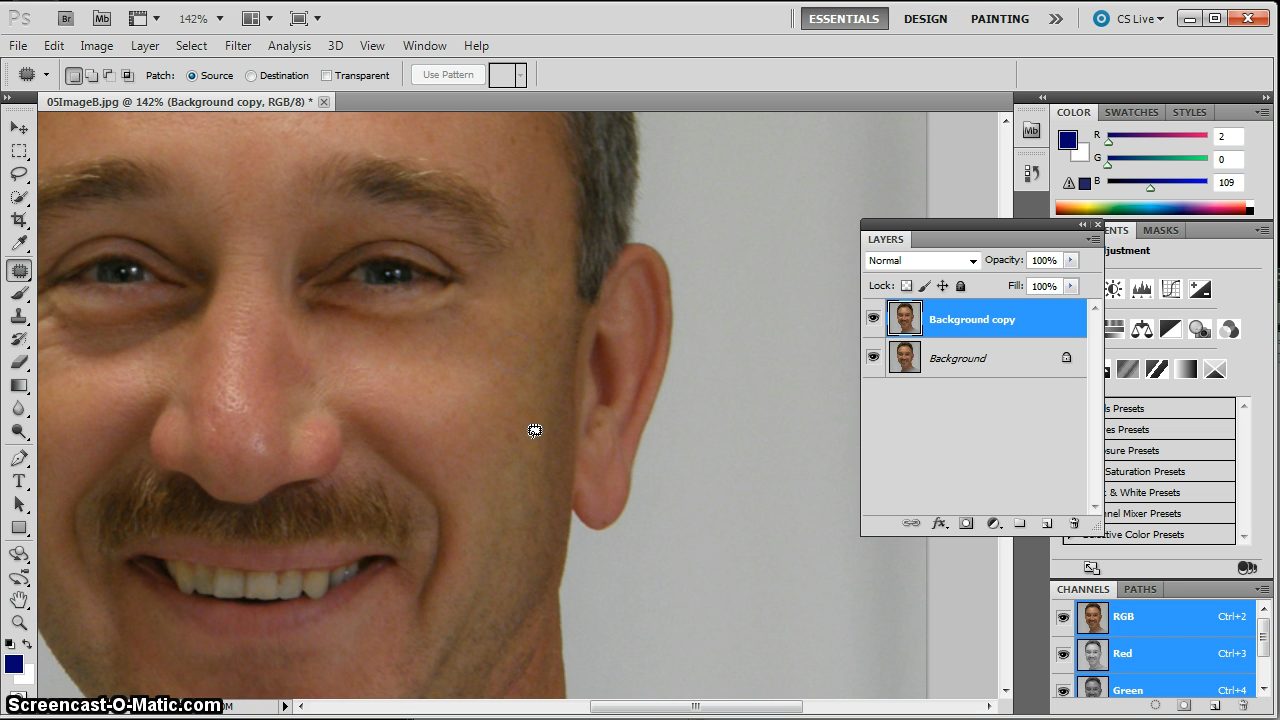 Ps Br Mb 142% ESSENTIALS DESIGN PAINTING CS Live
File Edit Image Layer Select Filter Analysis 3D View Window Help
Patch: Source Destination Transparent Use Pattern
05ImageB.jpg @ 142% (Background copy, RGB/8) *
COLOR SWATCHES STYLES
Mb
R 2
G 0
B 109
LAYERS
MASKS
Normal Opacity: 100%
Lock: Fill: 100%
Background copy
Background
Presets
Presets
Presets
Saturation Presets
& White Presets
Mixer Presets
Color Presets
CHANNELS PATHS
RGB Ctrl+2
Red Ctrl+3
Green Ctrl+4
Screencast-O-Matic.com